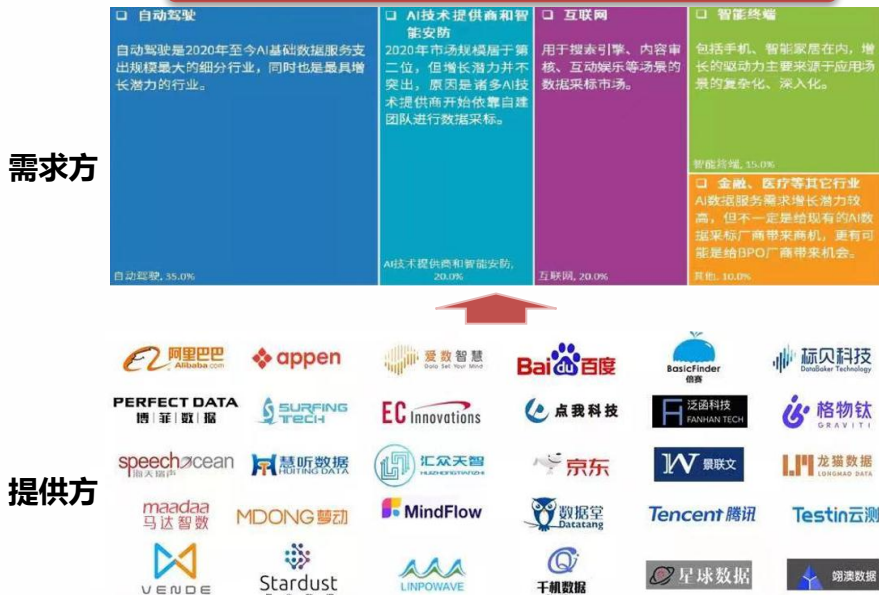 自动驾驶
自动驾驶是2020年至今AI基础数据服务支
出规模最大的细分行业，同时也是最具增
长潜力的行业。
自动驾驶, 35.0%
AI技术提供商和智
能安防
2020年市场规模居于第
二位，但增长潜力并不
突出，原因是诸多AI技
术提供商开始依靠自建
团队进行数据采标。
AI技术提供商和智能安防,
20.0%
互联网
用于搜索引擎、内容审
核、互动娱乐等场景的
数据采标市场。
互联网, 20.0%
智能终端
包括手机、智能家居在内，增
长的驱动力主要来源于应用场
景的复杂化、深入化。
智能终端, 15.0%
金融、医疗等其它行业
AI数据服务需求增长潜力较
高，但不一定是给现有的AI数
据采标厂商带来商机，更有可
能是给BPO厂商带来机会。
其他, 10.0%
需求方
提供方
阿里巴巴
Alibaba.com
appen
爱数智慧
Data Set Your Mind
Bai du 百度
BasicFinder
倍赛
标贝科技
DataBaker Technology
PERFECT DATA
博菲数据
SURFING
TECH
EC Innovations
点我科技
泛函科技
FANHAN TECH
格物钛
GRAVITI
speechocean
海天瑞声
慧听数据
HUITING DATA
汇众天智
HUIZHONGTIANZHI
京东
JW 景联文
龙猫数据
LONGMAO DATA
maadaa
马达智数
MDONG 萝动
MindFlow
数据堂
Datatang
Tencent 腾讯
Testin云测
VENDE
Stardust
LINPOWAVE
千机数据
星球数据
翊澳数据